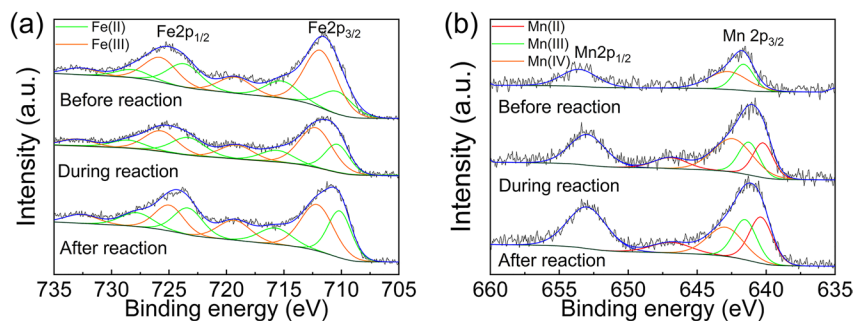 (a)
Fe(II)
Fe(III)
Fe2p1/2
Fe2p3/2
Before reaction
During reaction
After reaction
Intensity (a.u.)
735 730 725 720 715 710 705
Binding energy (eV)
(b)
Mn(II)
Mn(III)
Mn(IV)
Mn2p1/2
Mn 2p3/2
Before reaction
During reaction
After reaction
Intensity (a.u.)
660 655 650 645 640 635
Binding energy (eV)